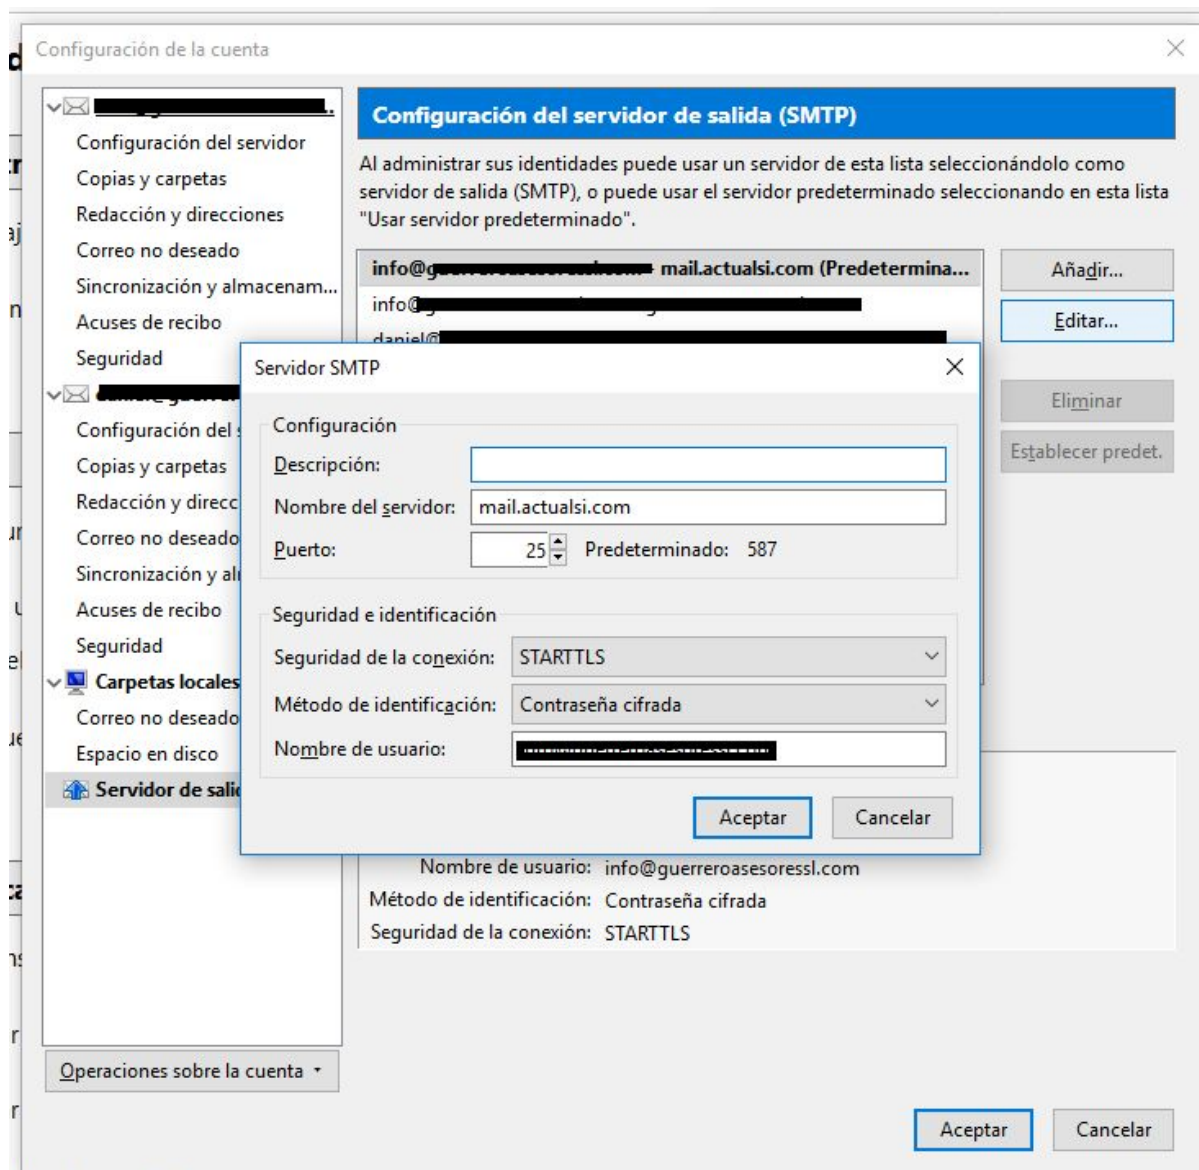 Configuración de la cuenta
Configuración del servidor
Copias y carpetas
Redacción y direcciones
Correo no deseado
Sincronización y almacenam...
Acuses de recibo
Seguridad
Configuración del
Copias y carpetas
Redacción y direcc
Correo no deseado
Sincronización y al
Acuses de recibo
Seguridad
Carpetas locales
Correo no deseado
Espacio en disco
Servidor de salid
Operaciones sobre la cuenta
Configuración del servidor de salida (SMTP)
Al administrar sus identidades puede usar un servidor de esta lista seleccionándolo como
servidor de salida (SMTP), o puede usar el servidor predeterminado seleccionando en esta lista
"Usar servidor predeterminado".
info@ - mail.actualsi.com (Predetermina...
info@
daniel@
Añadir...
Editar...
Eliminar
Establecer predet.
Servidor SMTP
Configuración
Descripción:
Nombre del servidor: mail.actualsi.com
Puerto: 25 Predeterminado: 587
Seguridad e identificación
Seguridad de la conexión: STARTTLS
Método de identificación: Contraseña cifrada
Nombre de usuario:
Aceptar Cancelar
Nombre de usuario: info@guerreroasesoressl.com
Método de identificación: Contraseña cifrada
Seguridad de la conexión: STARTTLS
Aceptar Cancelar